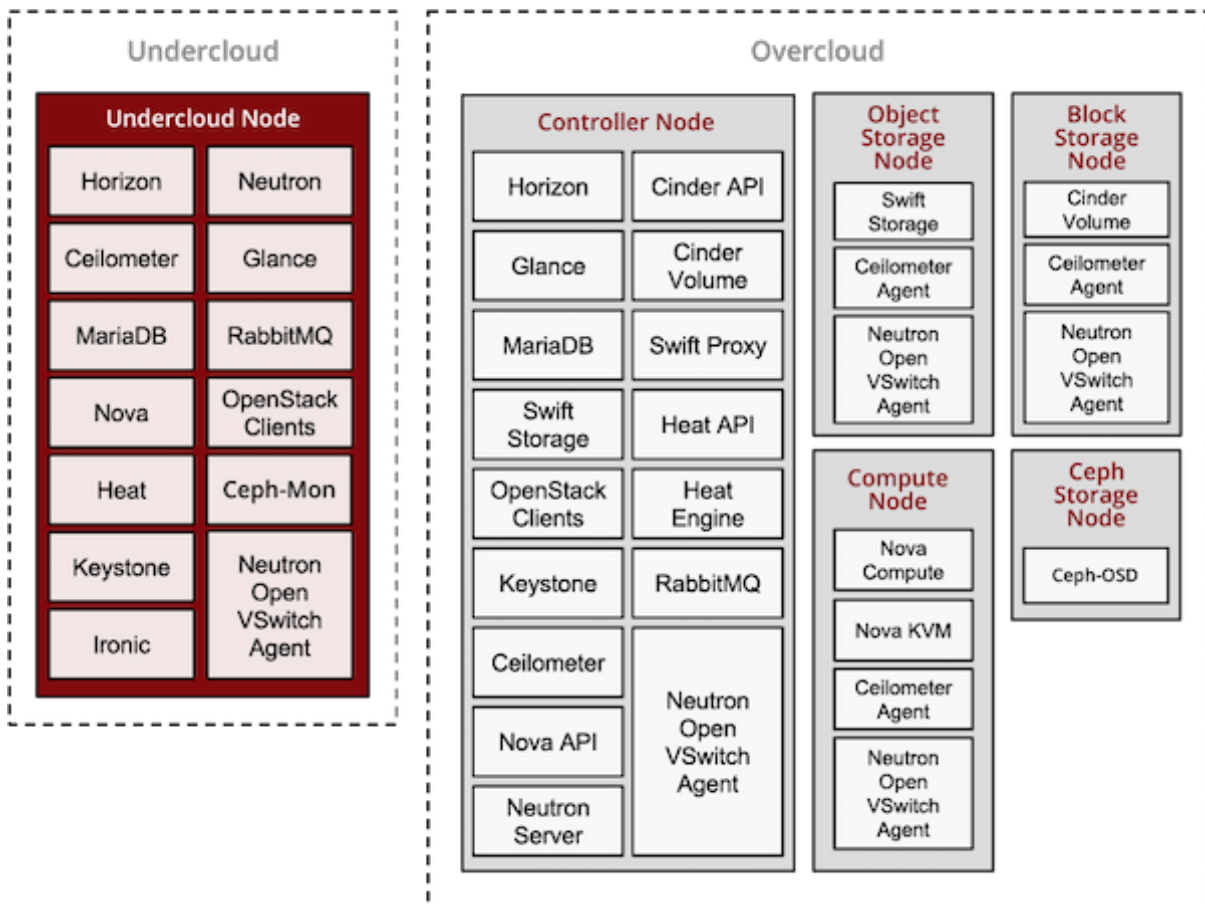 Undercloud
Undercloud Node
Horizon
Neutron
Ceilometer
Glance
MariaDB
RabbitMQ
Nova
OpenStack
Clients
Heat
Ceph-Mon
Keystone
Neutron
Open
VSwitch
Agent
Ironic
Overcloud
Controller Node
Horizon
Cinder API
Glance
Cinder
Volume
MariaDB
Swift Proxy
Swift
Storage
Heat API
OpenStack
Clients
Heat
Engine
Keystone
RabbitMQ
Ceilometer
Neutron
Open
VSwitch
Agent
Nova API
Neutron
Server
Object
Storage
Node
Swift
Storage
Ceilometer
Agent
Neutron
Open
VSwitch
Agent
Block
Storage
Node
Cinder
Volume
Ceilometer
Agent
Neutron
Open
VSwitch
Agent
Compute
Node
Nova
Compute
Nova KVM
Ceilometer
Agent
Neutron
Open
VSwitch
Agent
Ceph
Storage
Node
Ceph-OSD